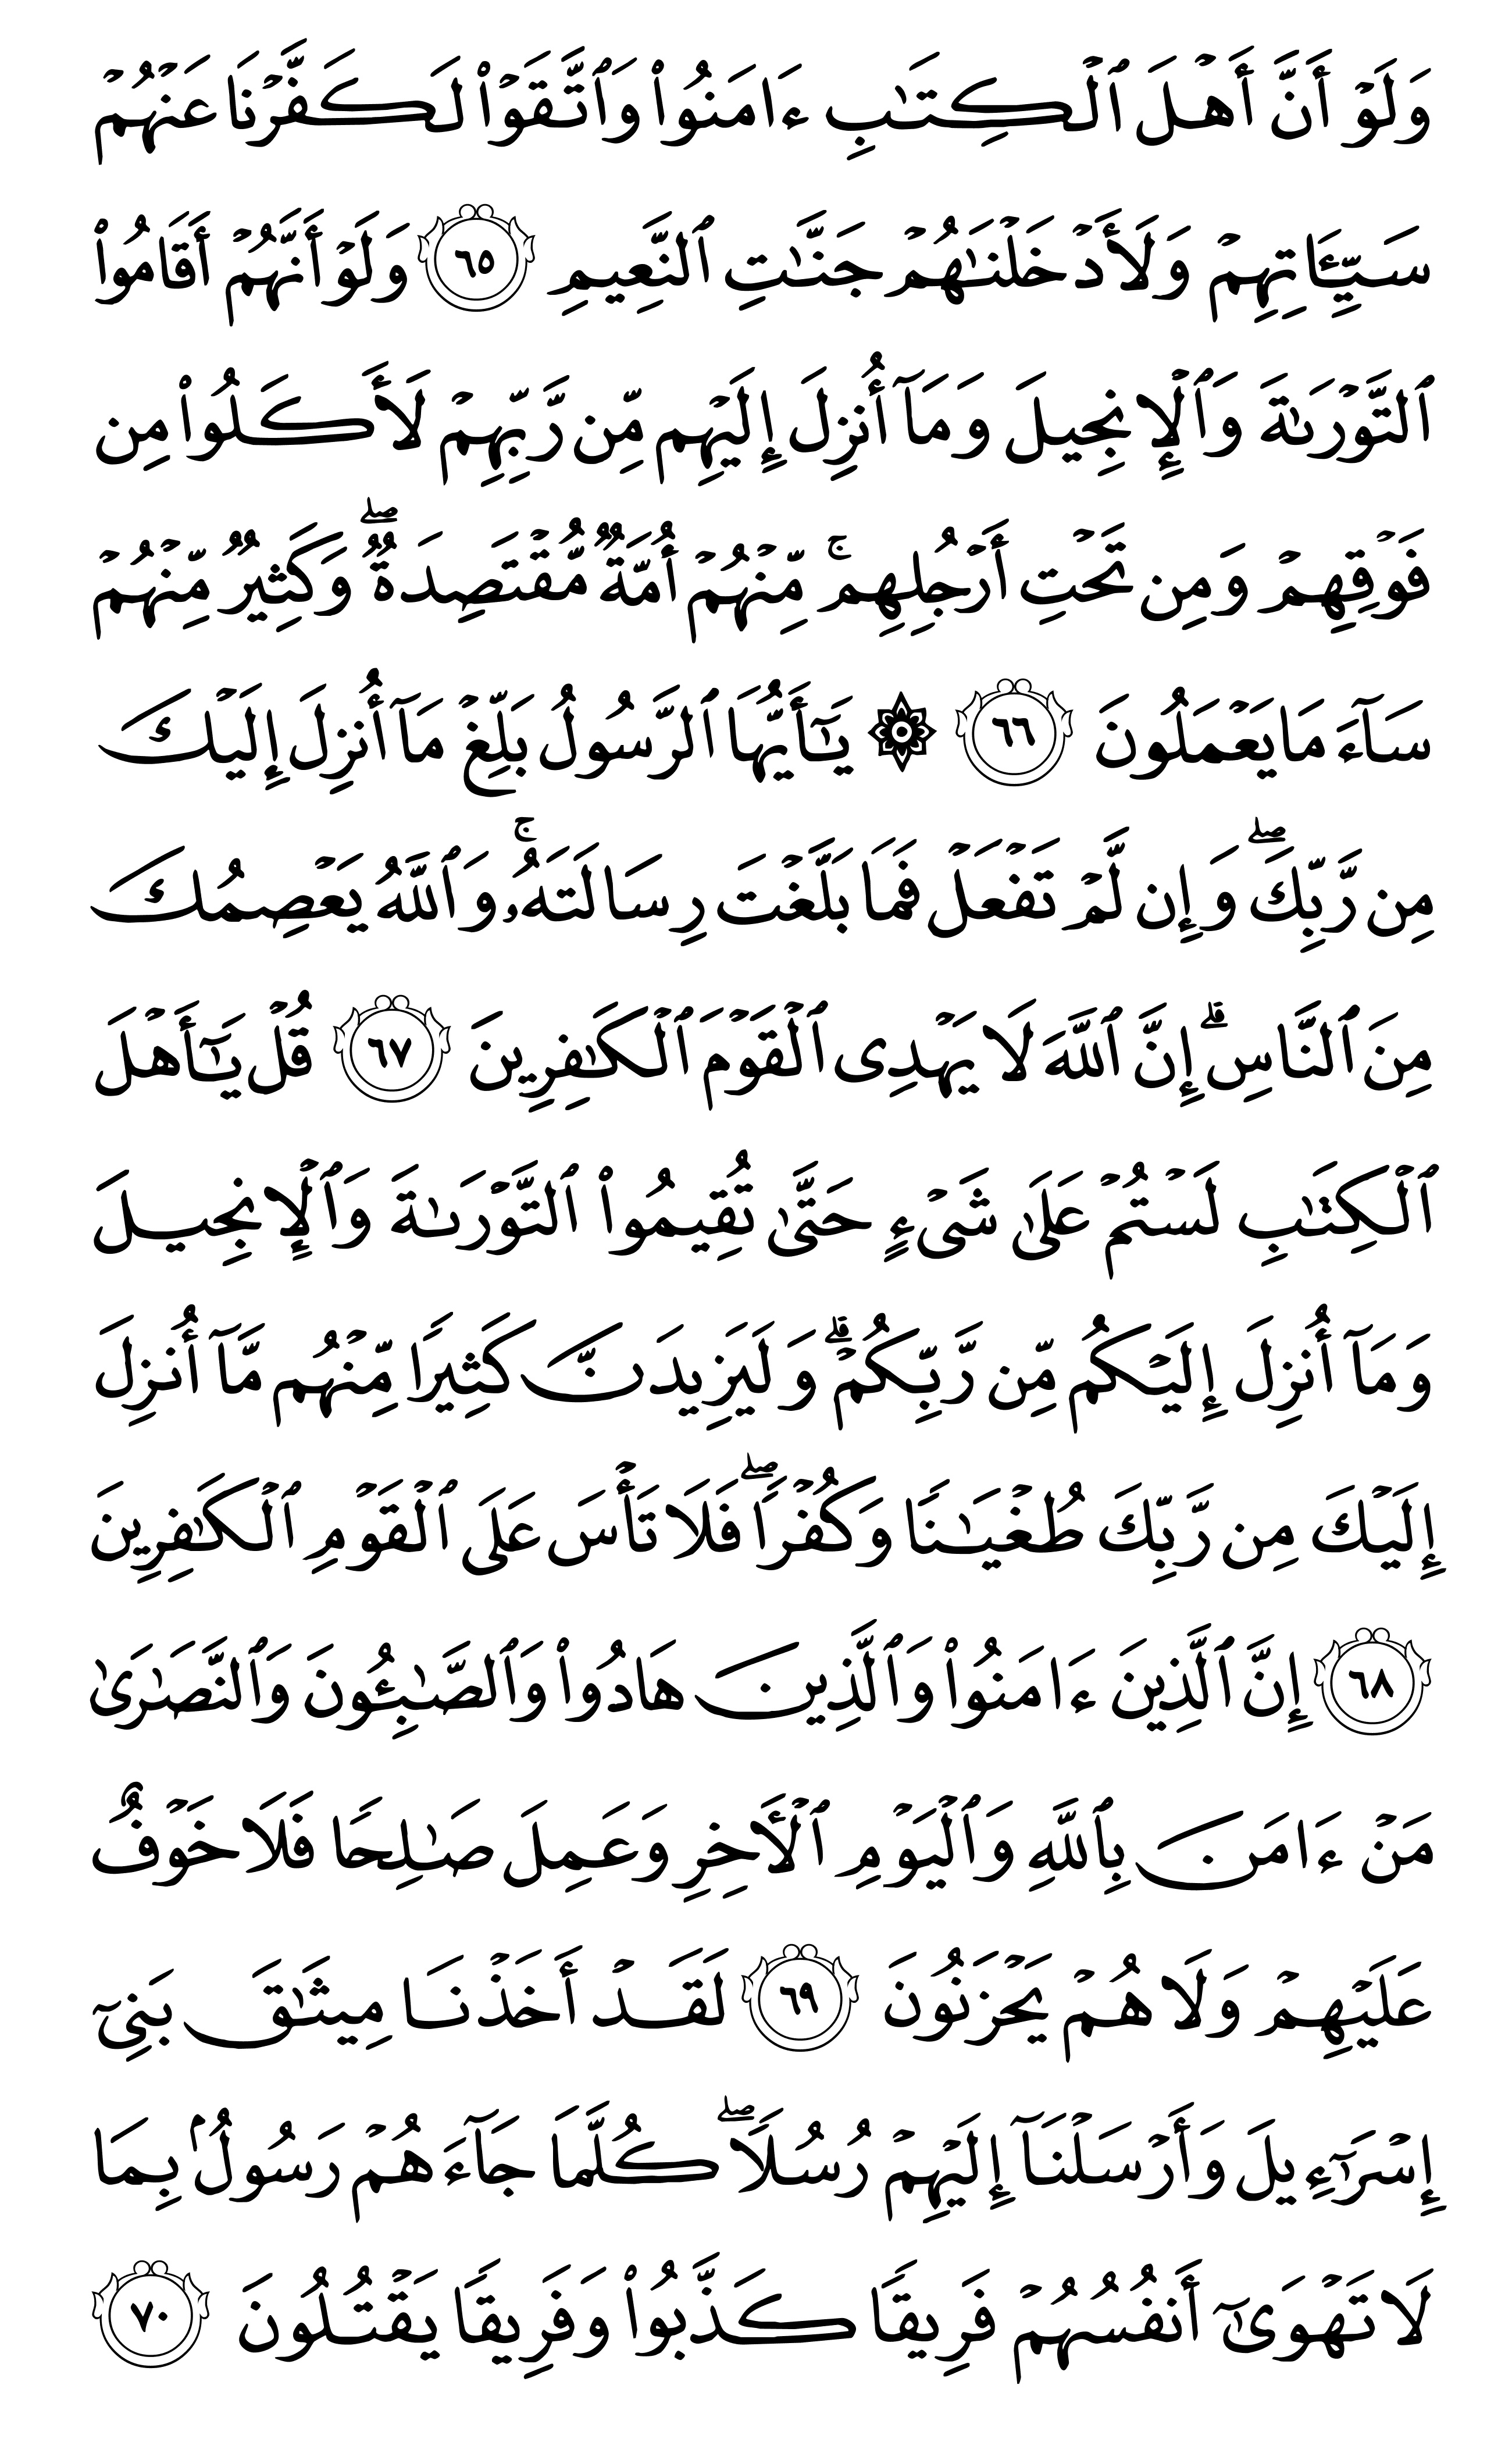 وَلَوۡ أَنَّ أَهۡلَ ٱلۡكِتَٰبِ ءَامَنُواْ وَٱتَّقَوۡاْ لَكَفَّرۡنَا عَنۡهُمۡ
سَيِّـَٔاتِهِمۡ وَلَأَدۡخَلۡنَٰهُمۡ جَنَّٰتِ ٱلنَّعِيمِ ٦٥ وَلَوۡ أَنَّهُمۡ أَقَامُواْ
ٱلتَّوۡرَىٰةَ وَٱلۡإِنجِيلَ وَمَآ أُنزِلَ إِلَيۡهِم مِّن رَّبِّهِمۡ لَأَكَلُواْ مِن
فَوۡقِهِمۡ وَمِن تَحۡتِ أَرۡجُلِهِمۚ مِّنۡهُمۡ أُمَّةٞ مُّقۡتَصِدَةٞۖ وَكَثِيرٞ مِّنۡهُمۡ
سَآءَ مَا يَعۡمَلُونَ ٦٦ ۞ يَٰٓأَيُّهَا ٱلرَّسُولُ بَلِّغۡ مَآ أُنزِلَ إِلَيۡكَ
مِن رَّبِّكَۖ وَإِن لَّمۡ تَفۡعَلۡ فَمَا بَلَّغۡتَ رِسَالَتَهُۥۚ وَٱللَّهُ يَعۡصِمُكَ
مِنَ ٱلنَّاسِۗ إِنَّ ٱللَّهَ لَا يَهۡدِى ٱلۡقَوۡمَ ٱلۡكَٰفِرِينَ ٦٧ قُلۡ يَٰٓأَهۡلَ
ٱلۡكِتَٰبِ لَسۡتُمۡ عَلَىٰ شَىۡءٍ حَتَّىٰ تُقِيمُواْ ٱلتَّوۡرَىٰةَ وَٱلۡإِنجِيلَ
وَمَآ أُنزِلَ إِلَيۡكُم مِّن رَّبِّكُمۡۗ وَلَيَزِيدَنَّ كَثِيرٗا مِّنۡهُم مَّآ أُنزِلَ
إِلَيۡكَ مِن رَّبِّكَ طُغۡيَٰنٗا وَكُفۡرٗاۖ فَلَا تَأۡسَ عَلَى ٱلۡقَوۡمِ ٱلۡكَٰفِرِينَ
٦٨ إِنَّ ٱلَّذِينَ ءَامَنُواْ وَٱلَّذِينَ هَادُواْ وَٱلصَّٰبِـُٔونَ وَٱلنَّصَٰرَىٰ
مَنۡ ءَامَنَ بِٱللَّهِ وَٱلۡيَوۡمِ ٱلۡأٓخِرِ وَعَمِلَ صَٰلِحٗا فَلَا خَوۡفٌ
عَلَيۡهِمۡ وَلَا هُمۡ يَحۡزَنُونَ ٦٩ لَقَدۡ أَخَذۡنَا مِيثَٰقَ بَنِىٓ
إِسۡرَٰٓءِيلَ وَأَرۡسَلۡنَآ إِلَيۡهِمۡ رُسُلٗاۖ كُلَّمَا جَآءَهُمۡ رَسُولُۢ بِمَا
لَا تَهۡوَىٰٓ أَنفُسُهُمۡ فَرِيقٗا كَذَّبُواْ وَفَرِيقٗا يَقۡتُلُونَ ٧٠